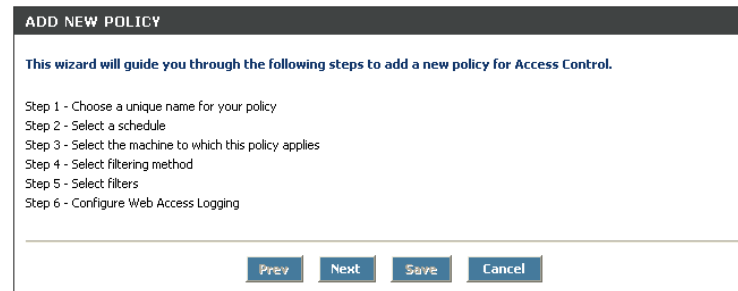 ADD NEW POLICY
This wizard will guide you through the following steps to add a new policy for Access Control.
Step 1 - Choose a unique name for your policy
Step 2 - Select a schedule
Step 3 - Select the machine to which this policy applies
Step 4 - Select filtering method
Step 5 - Select filters
Step 6 - Configure Web Access Logging
Prev Next Save Cancel